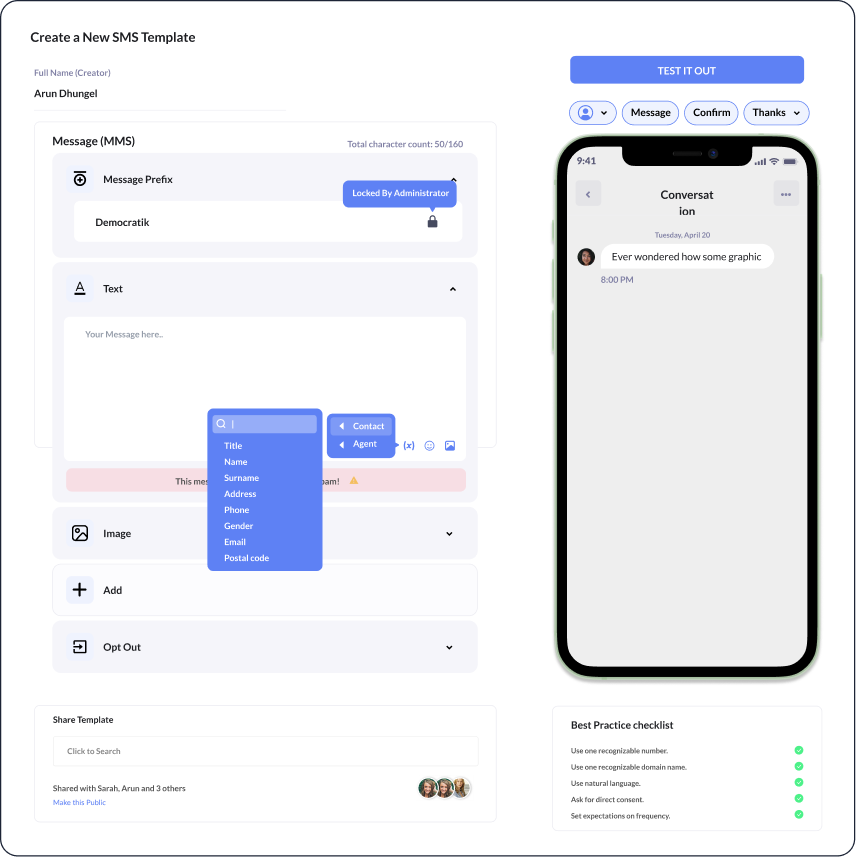 Create a New SMS Template
Full Name (Creator)
Arun Dhungel
Message (MMS)
Total character count: 50/160
Message Prefix
Locked By Administrator
Democratik
Text
Your Message here..
Contact
Agent
(x)
Title
Name
Surname
Address
Phone
Gender
Email
Postal code
This
Image
Add
Opt Out
Share Template
Click to Search
Shared with Sarah, Arun and 3 others
Make this Public
TEST IT OUT
Message
Confirm
Thanks
9:41
Conversat
ion
Tuesday, April 20
Ever wondered how some graphic
8:00 PM
Best Practice checklist
Use one recognizable number.
Use one recognizable domain name.
Use natural language.
Ask for direct consent.
Set expectations on frequency.